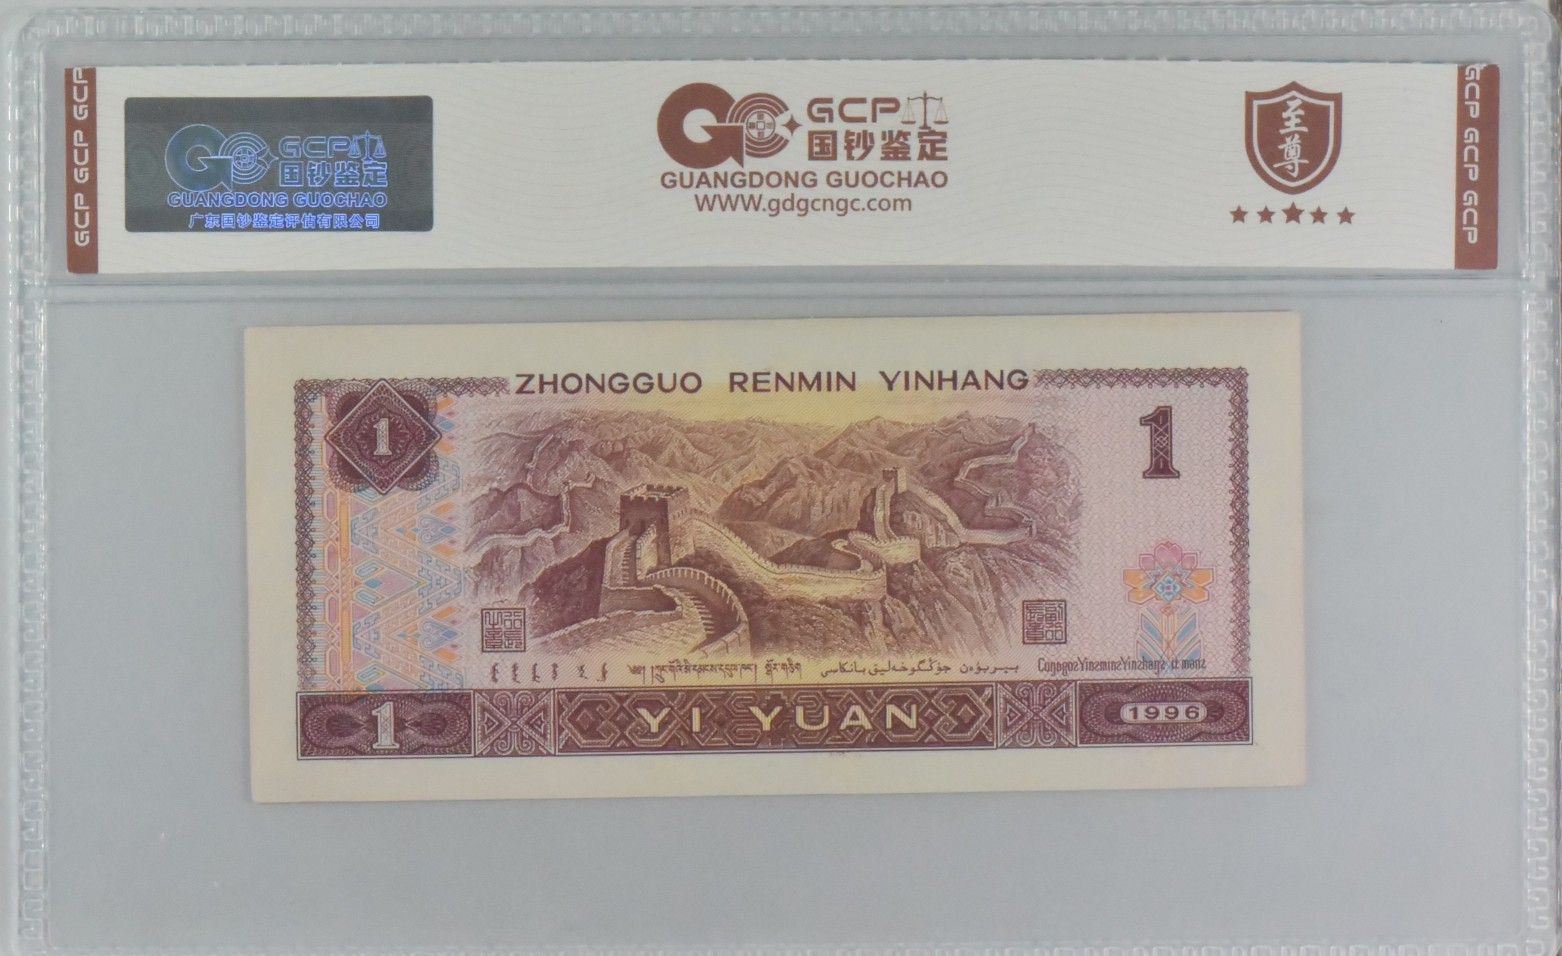 GCP GCP GCP
GCP
国钞鉴定
GUANGDONG GUOCHAO
广东国钞鉴定评估有限公司
GCP
国钞鉴定
GUANGDONG GUOCHAO
WWW.gdgcngc.com
至尊
GCP GCP GCP
ZHONGGUO RENMIN YINHANG
1
1
YI YUAN
1
1996